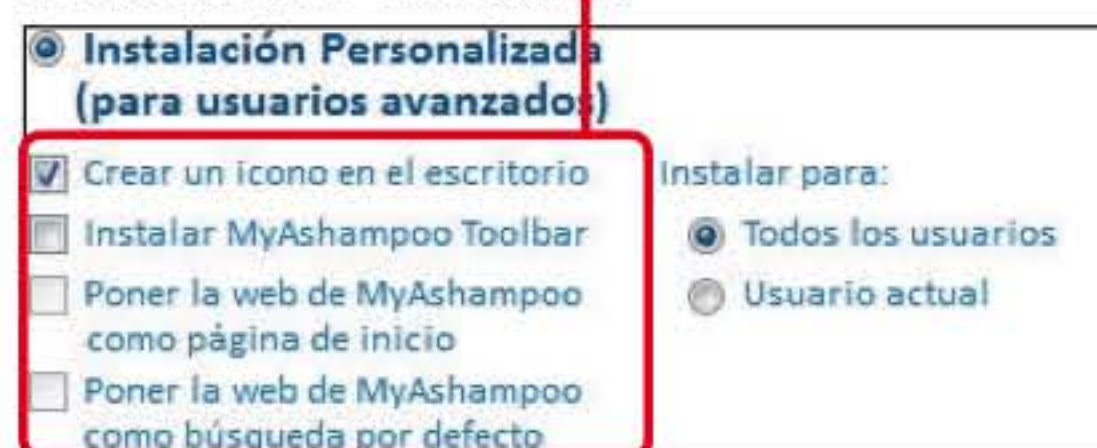 Instalación Personalizada
(para usuarios avanzados)
Crear un icono en el escritorio
Instalar MyAshampoo Toolbar
Poner la web de MyAshampoo
como página de inicio
Poner la web de MyAshampoo
como búsqueda por defecto
Instalar para:
Todos los usuarios
Usuario actual